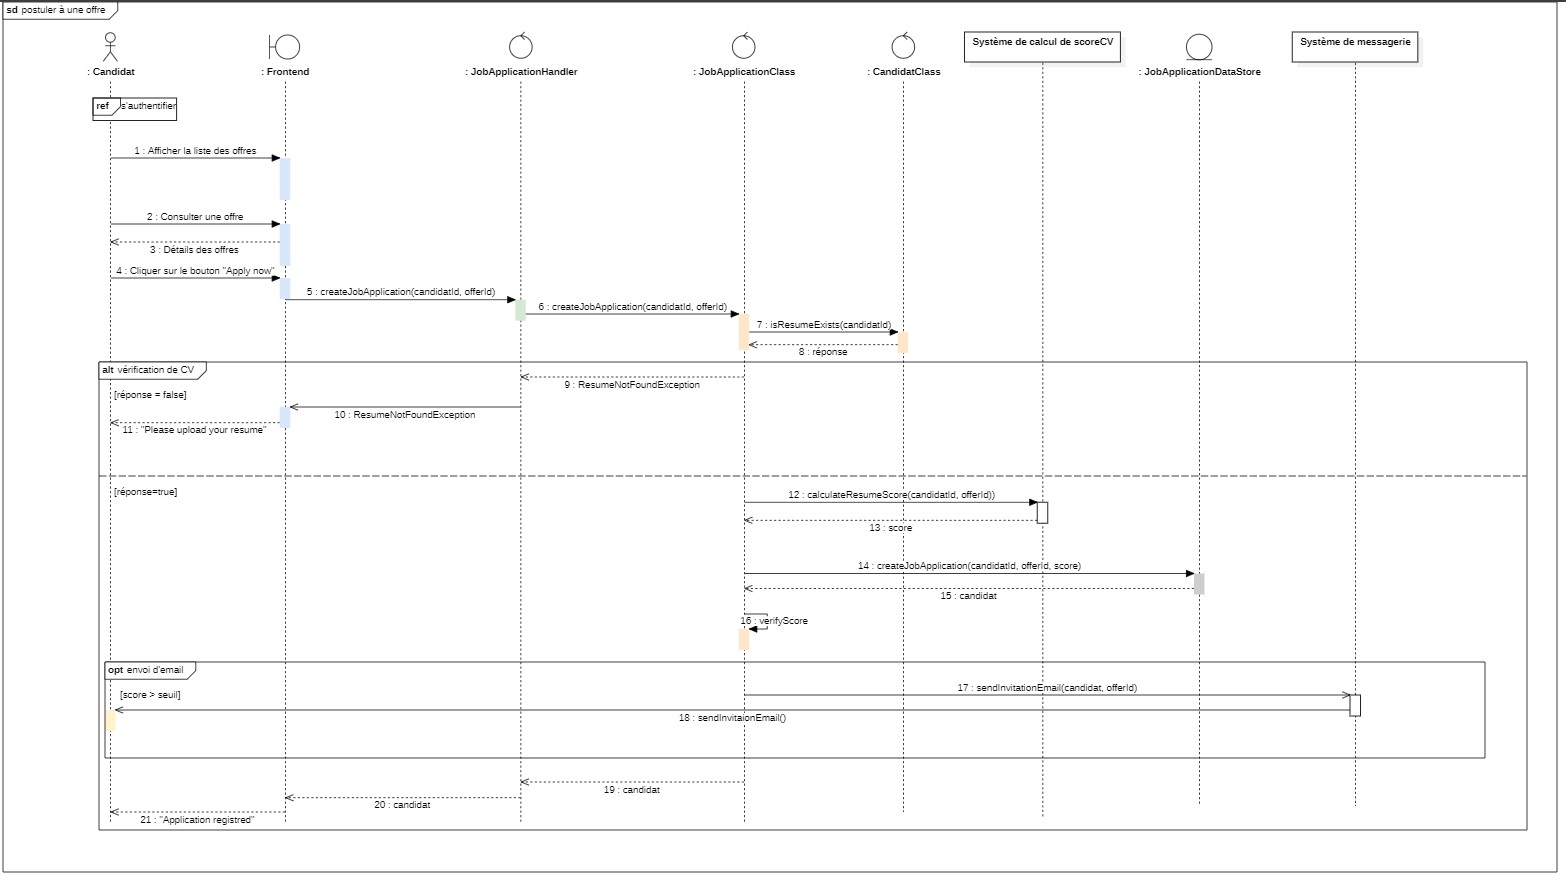 sd postuler à une offre
: Candidat
: Frontend
: JobApplicationHandler
: JobApplicationClass
: CandidatClass
Système de calcul de scoreCV
: JobApplicationDataStore
Système de messagerie
ref s'authentifier
1 : Afficher la liste des offres
2 : Consulter une offre
3 : Détails des offres
4 : Cliquer sur le bouton "Apply now"
5 : createJobApplication(candidatId, offerId)
6 : createJobApplication(candidatId, offerId)
7 : isResumeExists(candidatId)
8 : réponse
alt vérification de CV
[réponse = false]
9 : ResumeNotFoundException
10 : ResumeNotFoundException
11 : "Please upload your resume"
[réponse=true]
12 : calculateResumeScore(candidatId, offerId))
13 : score
14 : createJobApplication(candidatId, offerId, score)
15 : candidat
16 : verifyScore
opt envoi d'email
[score > seuil]
17 : sendInvitationEmail(candidat, offerId)
18 : sendInvitaionEmail()
19 : candidat
20 : candidat
21 : "Application registred"